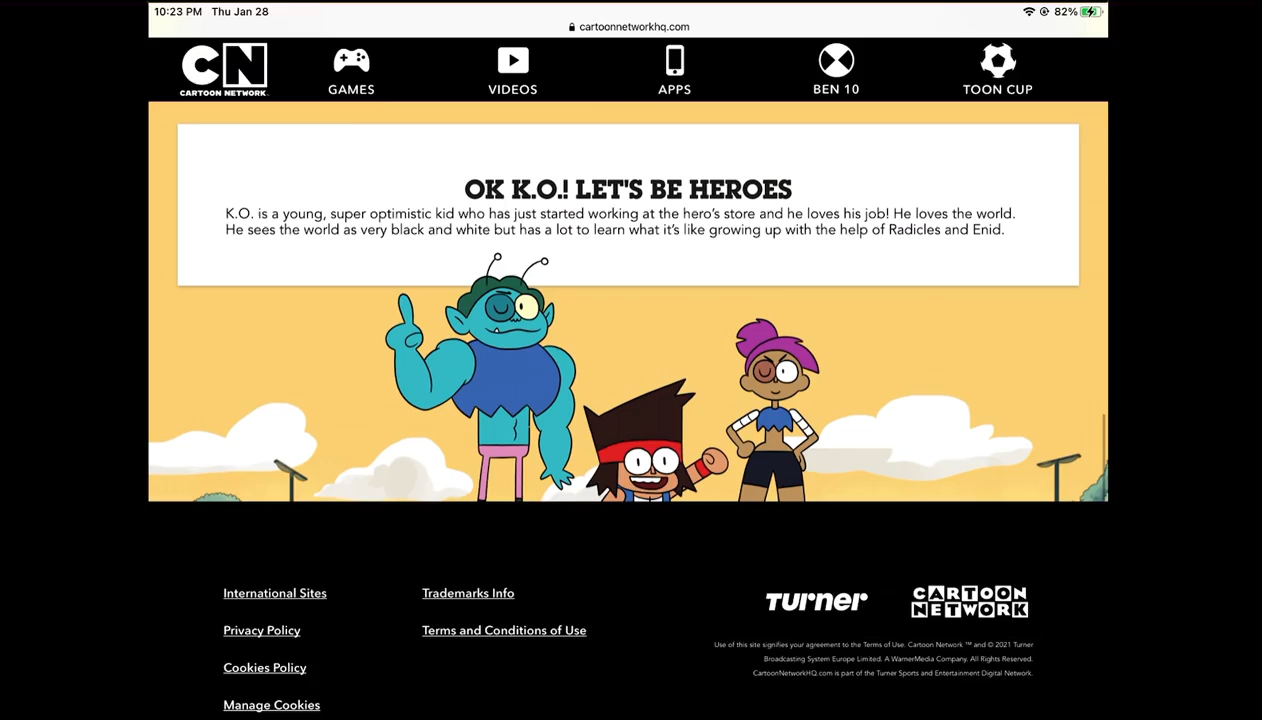 10:23 PM Thu Jan 28
82%
cartoonnetworkhq.com
CN
CARTOON NETWORK.
GAMES
VIDEOS
APPS
BEN 10
TOON CUP
OK K.O.! LET'S BE HEROES
K.O. is a young, super optimistic kid who has just started working at the hero's store and he loves his job! He loves the world.
He sees the world as very black and white but has a lot to learn what it's like growing up with the help of Radicles and Enid.
International Sites
Trademarks Info
Privacy Policy
Terms and Conditions of Use
Cookies Policy
Manage Cookies
Turner
CARTOON
NETWORK
Use of this site signifies your agreement to the Terms of Use. Cartoon Network ™ and © 2021 Turner
Broadcasting System Europe Limited. A WarnerMedia Company. All Rights Reserved.
CartoonNetworkHQ.com is part of the Turner Sports and Entertainment Digital Network.